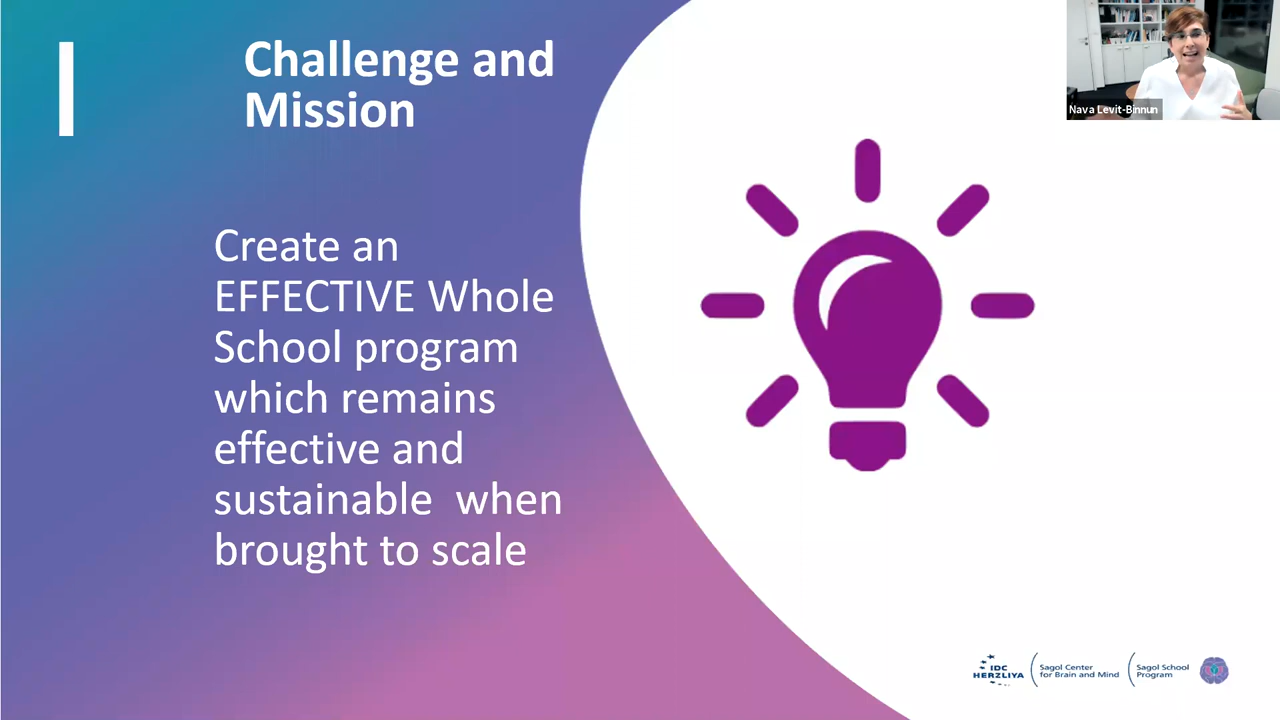 Challenge and
Mission
Create an
EFFECTIVE Whole
School program
which remains
effective and
sustainable  when
brought to scale
Nava Levit-Binnun
IDC
HERZLIYA
Sagol Center
for Brain and Mind
Sagol School
Program